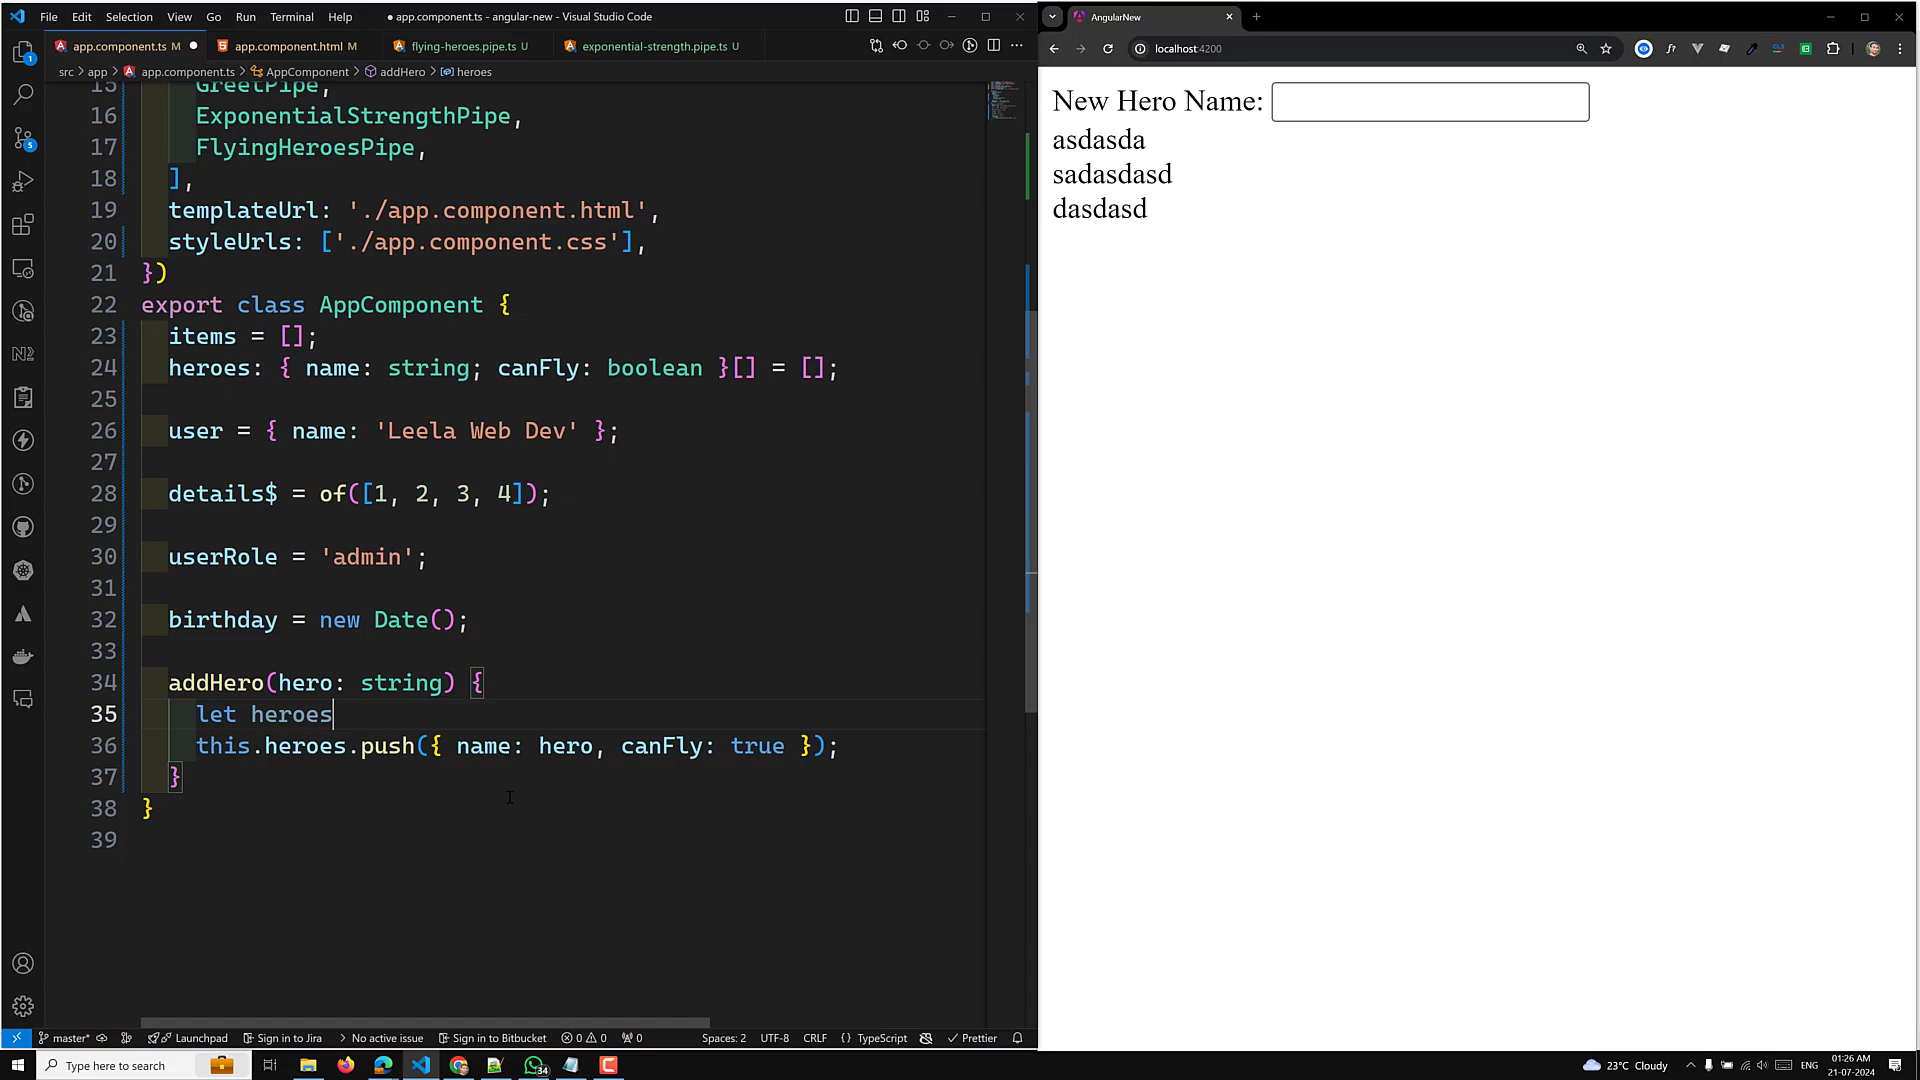 File Edit Selection View Go Run Terminal Help
● app.component.ts - angular-new - Visual Studio Code
app.component.ts M ●
app.component.html M
flying-heroes.pipe.ts U
exponential-strength.pipe.ts U
src > app > app.component.ts > AppComponent > addHero > heroes
15 GreetPipe,
16 ExponentialStrengthPipe,
17 FlyingHeroesPipe,
18 ],
19 templateUrl: './app.component.html',
20 styleUrls: ['./app.component.css'],
21 })
22 export class AppComponent {
23 items = [];
24 heroes: { name: string; canFly: boolean }[] = [];
25
26 user = { name: 'Leela Web Dev' };
27
28 details$ = of([1, 2, 3, 4]);
29
30 userRole = 'admin';
31
32 birthday = new Date();
33
34 addHero(hero: string) {
35 let heroes
36 this.heroes.push({ name: hero, canFly: true });
37 }
38 }
39
1
5
master*
Launchpad
Sign in to Jira
No active issue
Sign in to Bitbucket
0 0
0
Spaces: 2
UTF-8
CRLF
{ } TypeScript
Prettier
AngularNew
localhost:4200
New Hero Name:
asdasda
sadasdasd
dasdasd
Type here to search
34
23°C Cloudy
ENG
01:26 AM
21-07-2024